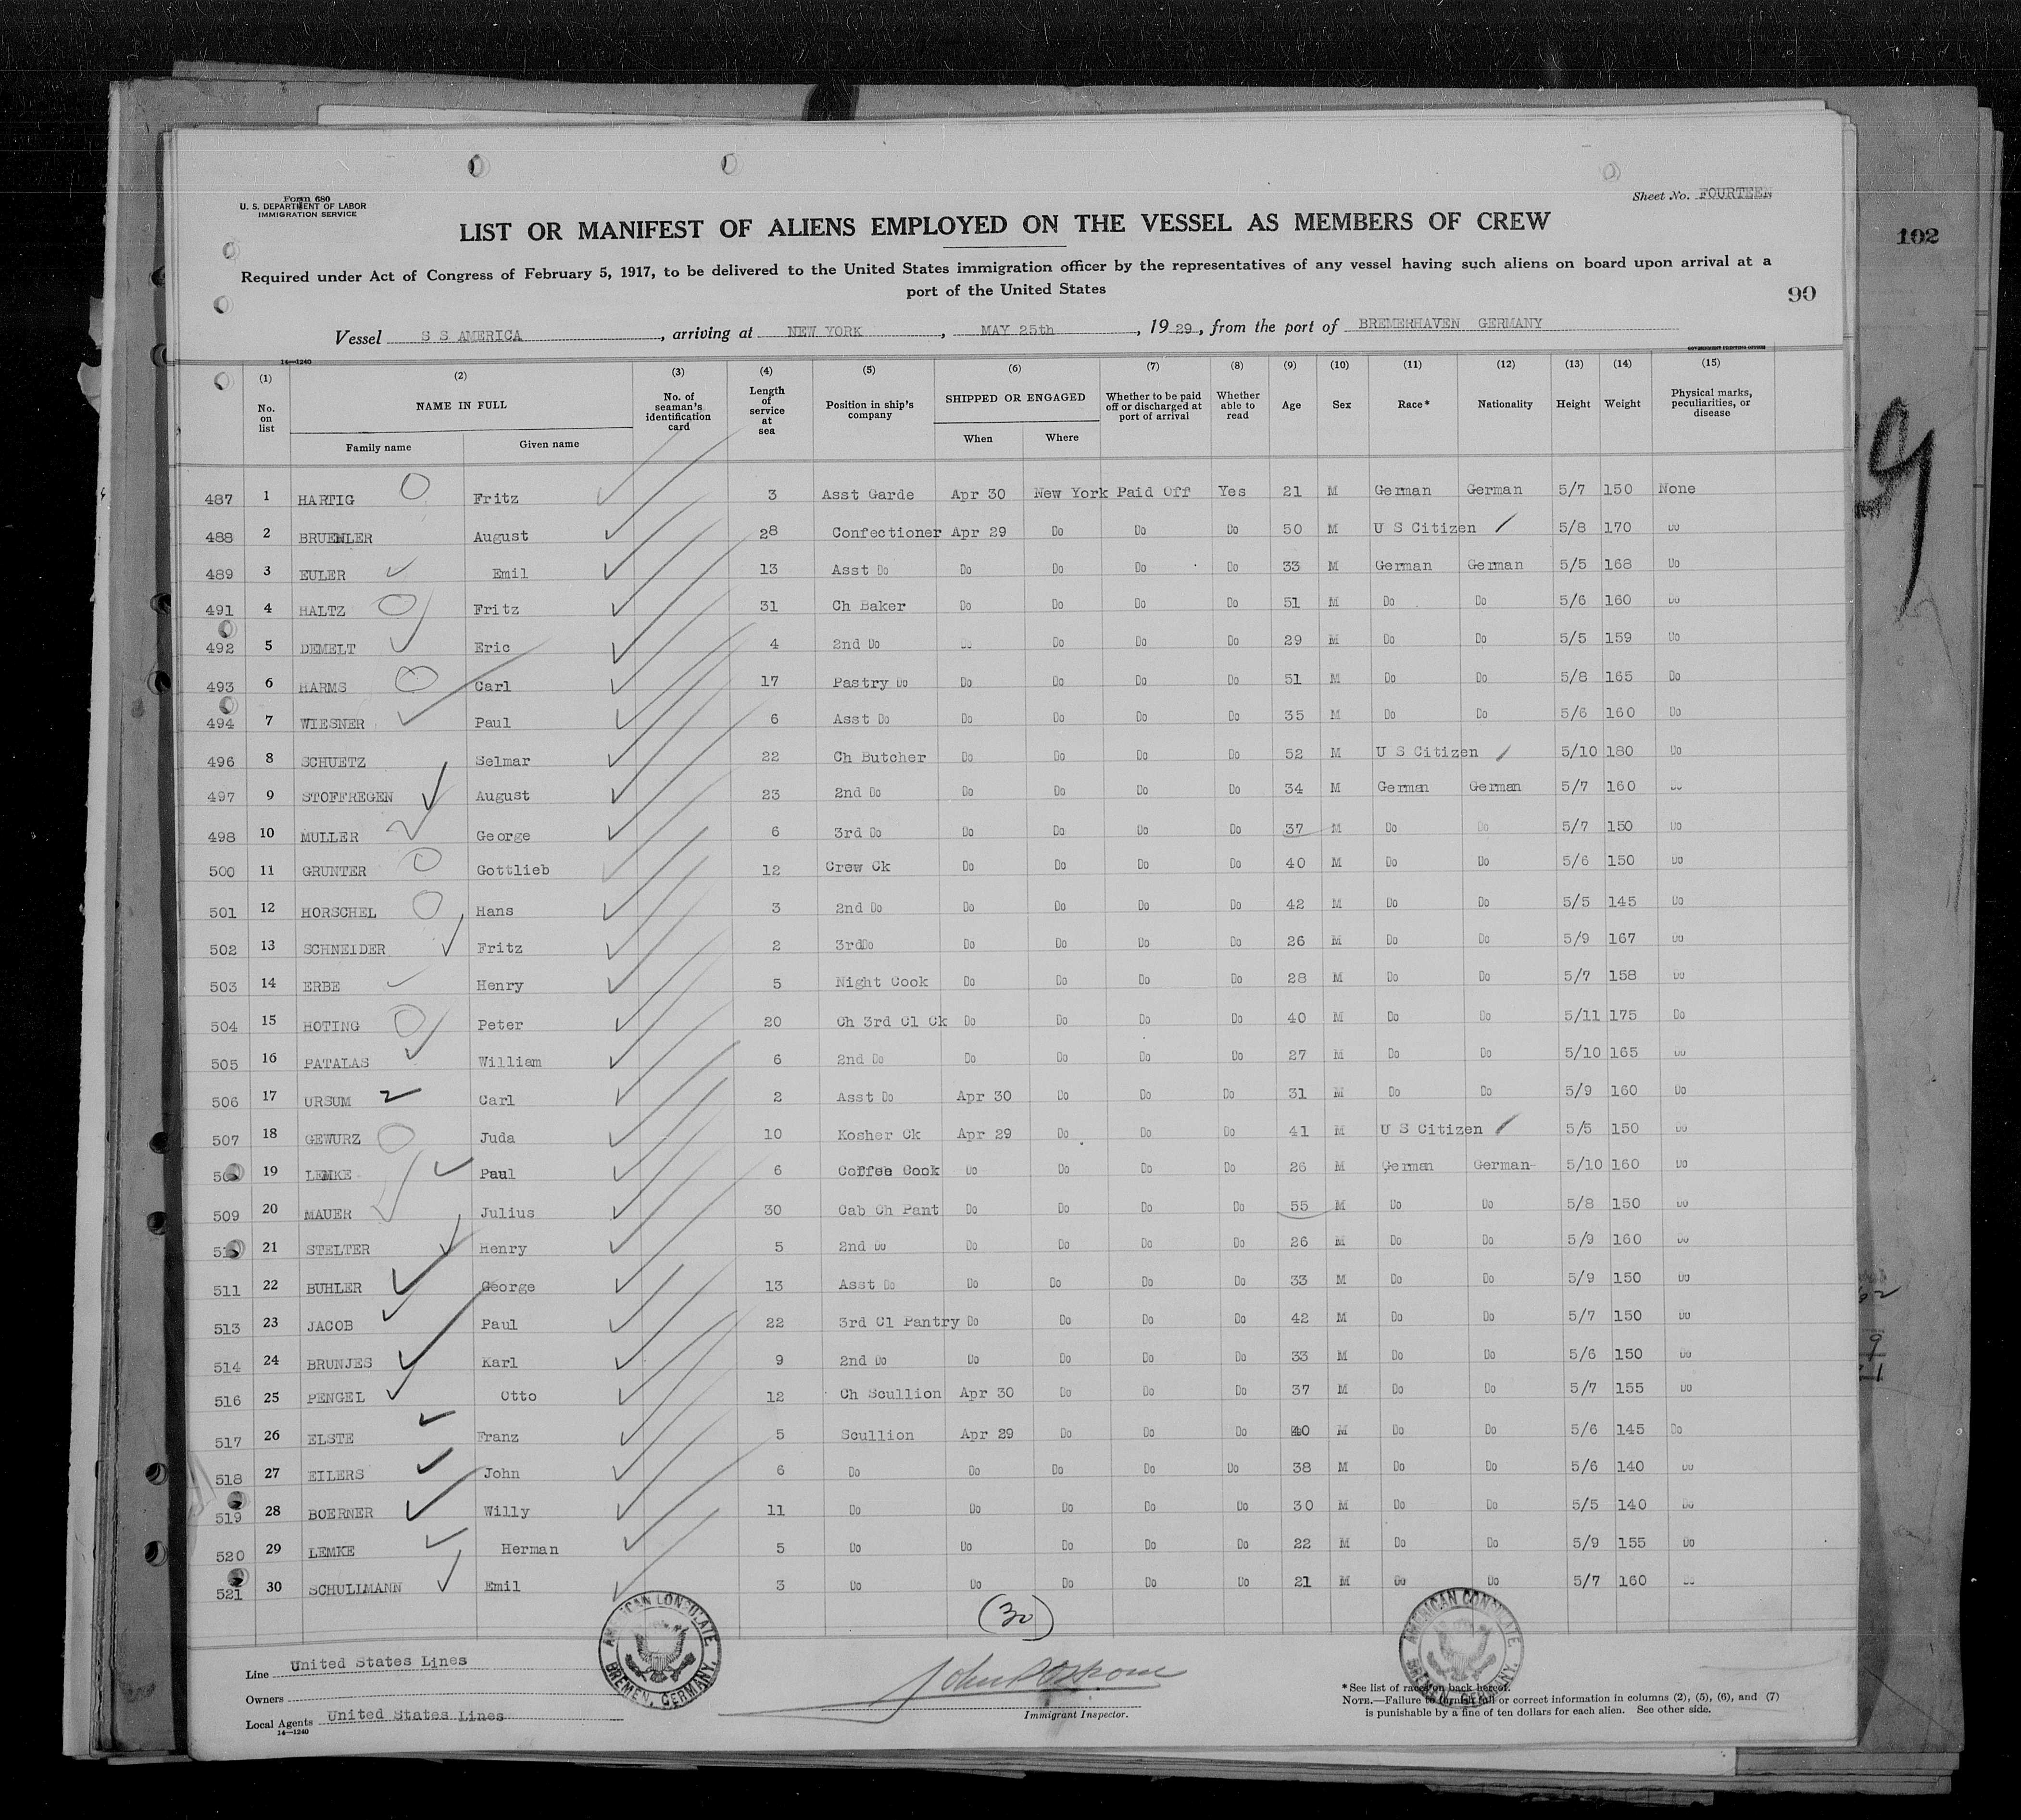 Form 680
U. S. DEPARTMENT OF LABOR
IMMIGRATION SERVICE
Sheet No. FOURTEEN
LIST OR MANIFEST OF ALIENS EMPLOYED ON THE VESSEL AS MEMBERS OF CREW
102
Required under Act of Congress of February 5, 1917, to be delivered to the United States immigration officer by the representatives of any vessel having such aliens on board upon arrival at a
port of the United States
90
Vessel S S AMERICA, arriving at NEW YORK, MAY 25th, 1929, from the port of BREMERHAVEN GERMANY
14—1240 GOVERNMENT PRINTING OFFICE
(1) (2) (3) (4) (5) (6) (7) (8) (9) (10) (11) (12) (13) (14) (15)
No. on list NAME IN FULL No. of seaman's identification card Length of service at sea Position in ship's company SHIPPED OR ENGAGED Whether to be paid off or discharged at port of arrival Whether able to read Age Sex Race* Nationality Height Weight Physical marks, peculiarities, or disease
Family name Given name When Where
487 1 HARTIG Fritz 3 Asst Garde Apr 30 New York Paid Off Yes 21 M German German 5/7 150 None
488 2 BRUENLER August 28 Confectioner Apr 29 Do Do Do 50 M U S Citizen 5/8 170 Do
489 3 EULER Emil 13 Asst Do Do Do Do Do 33 M German German 5/5 168 Do
491 4 HALTZ Fritz 31 Ch Baker Do Do Do Do 51 M Do Do 5/6 160 Do
492 5 DEMELT Eric 4 2nd Do Do Do Do Do 29 M Do Do 5/5 159 Do
493 6 HARMS Carl 17 Pastry Do Do Do Do Do 51 M Do Do 5/8 165 Do
494 7 WIESNER Paul 6 Asst Do Do Do Do Do 35 M Do Do 5/6 160 Do
496 8 SCHUETZ Selmar 22 Ch Butcher Do Do Do Do 52 M U S Citizen 5/10 180 Do
497 9 STOFFREGEN August 23 2nd Do Do Do Do Do 34 M German German 5/7 160 Do
498 10 MULLER George 6 3rd Do Do Do Do Do 37 M Do Do 5/7 150 Do
500 11 GRUNTER Gottlieb 12 Crew Ck Do Do Do Do 40 M Do Do 5/6 150 Do
501 12 HORSCHEL Hans 3 2nd Do Do Do Do Do 42 M Do Do 5/5 145 Do
502 13 SCHNEIDER Fritz 2 3rdDo Do Do Do Do 26 M Do Do 5/9 167 Do
503 14 ERBE Henry 5 Night Cook Do Do Do Do 28 M Do Do 5/7 158 Do
504 15 HOTING Peter 20 Ch 3rd Cl Ck Do Do Do Do 40 M Do Do 5/11 175 Do
505 16 PATALAS William 6 2nd Do Do Do Do Do 27 M Do Do 5/10 165 Do
506 17 URSUM Carl 2 Asst Do Apr 30 Do Do Do 31 M Do Do 5/9 160 Do
507 18 GEWURZ Juda 10 Kosher Ck Apr 29 Do Do Do 41 M U S Citizen 5/5 150 Do
19 LEMKE Paul 6 Coffee Cook Do Do Do Do 26 M German German 5/10 160 Do
509 20 MAUER Julius 30 Cab Ch Pant Do Do Do Do 55 M Do Do 5/8 150 Do
21 STELTER Henry 5 2nd Do Do Do Do Do 26 M Do Do 5/9 160 Do
511 22 BUHLER George 13 Asst Do Do Do Do Do 33 M Do Do 5/9 150 Do
513 23 JACOB Paul 22 3rd Cl Pantry Do Do Do Do 42 M Do Do 5/7 150 Do
514 24 BRUNJES Karl 9 2nd Do Do Do Do Do 33 M Do Do 5/6 150 Do
516 25 PENGEL Otto 12 Ch Scullion Apr 30 Do Do Do 37 M Do Do 5/7 155 Do
517 26 ELSTE Franz 5 Scullion Apr 29 Do Do Do 40 M Do Do 5/6 145 Do
518 27 EILERS John 6 Do Do Do Do Do 38 M Do Do 5/6 140 Do
519 28 BOERNER Willy 11 Do Do Do Do Do 30 M Do Do 5/5 140 Do
520 29 LEMKE Herman 5 Do Do Do Do Do 22 M Do Do 5/9 155 Do
521 30 SCHULLMANN Emil 3 Do Do Do Do Do 21 M Do Do 5/7 160 Do
(30)
AMERICAN CONSULATE BREMEN, GERMANY.
AMERICAN CONSULATE BREMEN, GERMANY.
Line United States Lines
Owners
Local Agents United States Lines
14—1240
Immigrant Inspector.
*See list of races on back hereof.
NOTE.—Failure to furnish full or correct information in columns (2), (5), (6), and (7)
is punishable by a fine of ten dollars for each alien. See other side.